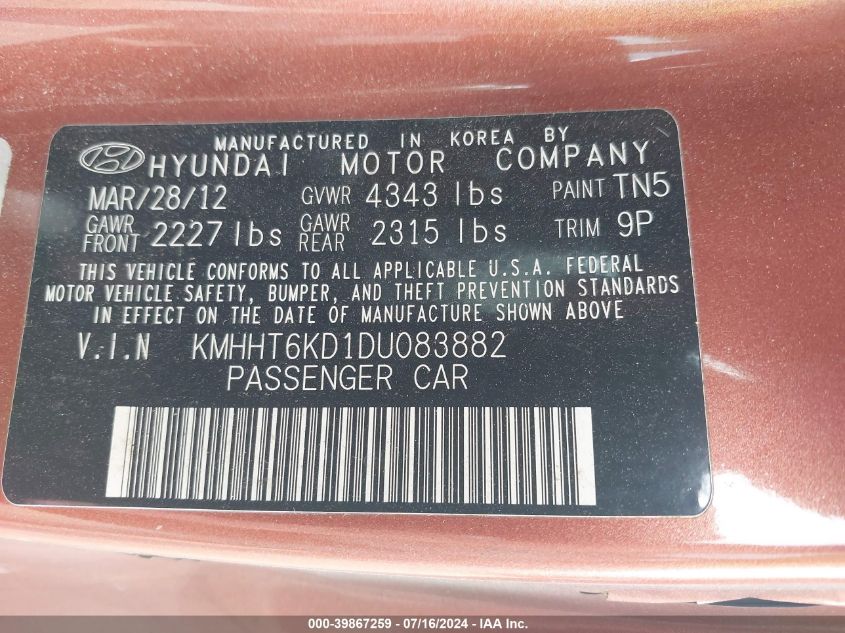 MANUFACTURED IN KOREA BY
HYUNDAI MOTOR COMPANY
MAR/28/12 GVWR 4343 lbs PAINT TN5
GAWR FRONT 2227 lbs GAWR REAR 2315 lbs TRIM 9P
THIS VEHICLE CONFORMS TO ALL APPLICABLE U.S.A. FEDERAL
MOTOR VEHICLE SAFETY, BUMPER, AND THEFT PREVENTION STANDARDS
IN EFFECT ON THE DATE OF MANUFACTURE SHOWN ABOVE.
V.I.N KMHHT6KD1DU083882
PASSENGER CAR
000-39867259 - 07/16/2024 - IAA Inc.